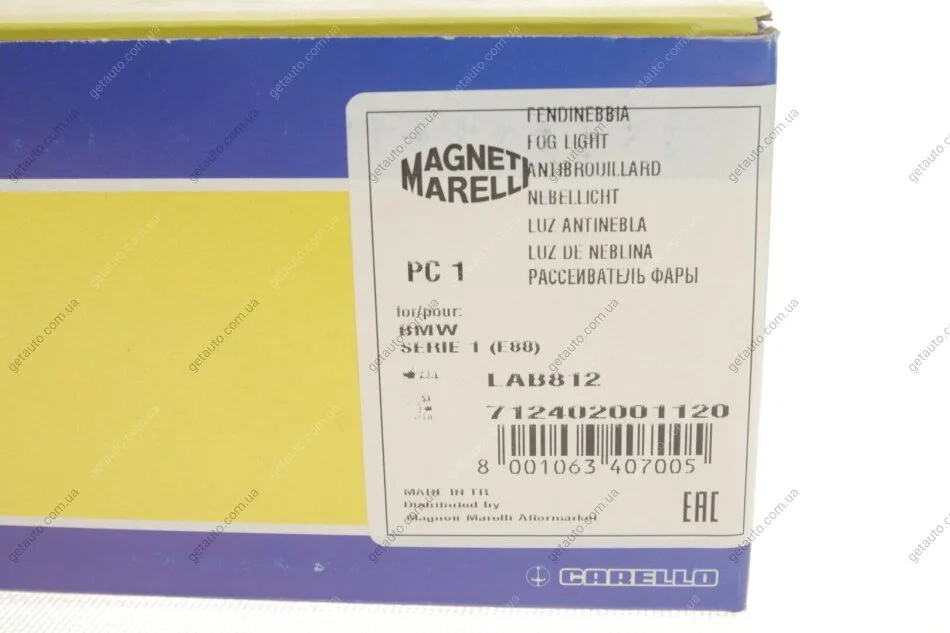 FENDINEBBIA
FOG LIGHT
ANTIBROUILLARD
NEBELLICHT
LUZ ANTINEBLA
LUZ DE NEBLINA
РАССЕИВАТЕЛЬ ФАРЫ
MAGNETI
MARELLI
PC 1
for/pour:
BMW
SERIE 1 (E88)
LAB812
712402001120
8 001063 407005
MADE IN
Distributed by
Magneti Marelli Aftermarket
EAC
CARELLO
getauto.com.ua